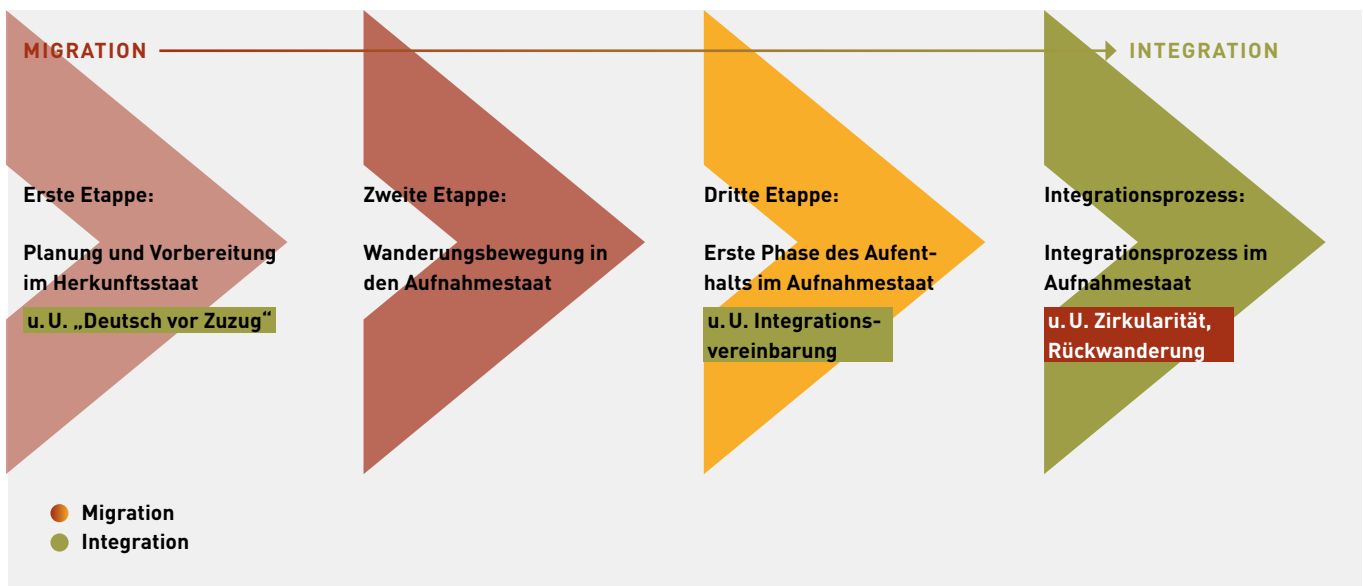 MIGRATION
INTEGRATION
Erste Etappe:
Planung und Vorbereitung
im Herkunftsstaat
u. U. „Deutsch vor Zuzug“
Zweite Etappe:
Wanderungsbewegung in
den Aufnahmestaat
Dritte Etappe:
Erste Phase des Aufent-
halts im Aufnahmestaat
u. U. Integrations-
vereinbarung
Integrationsprozess:
Integrationsprozess im
Aufnahmestaat
u. U. Zirkularität,
Rückwanderung
Migration
Integration